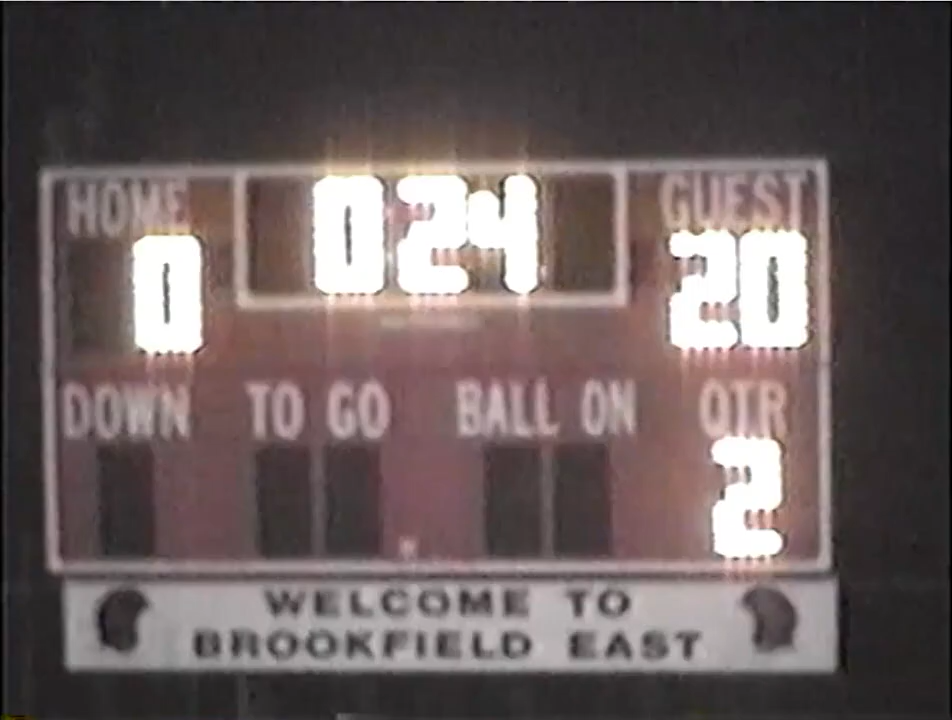 HOME 024 GUEST
0 20
DOWN TO GO BALL ON QTR
2
WELCOME TO
BROOKFIELD EAST